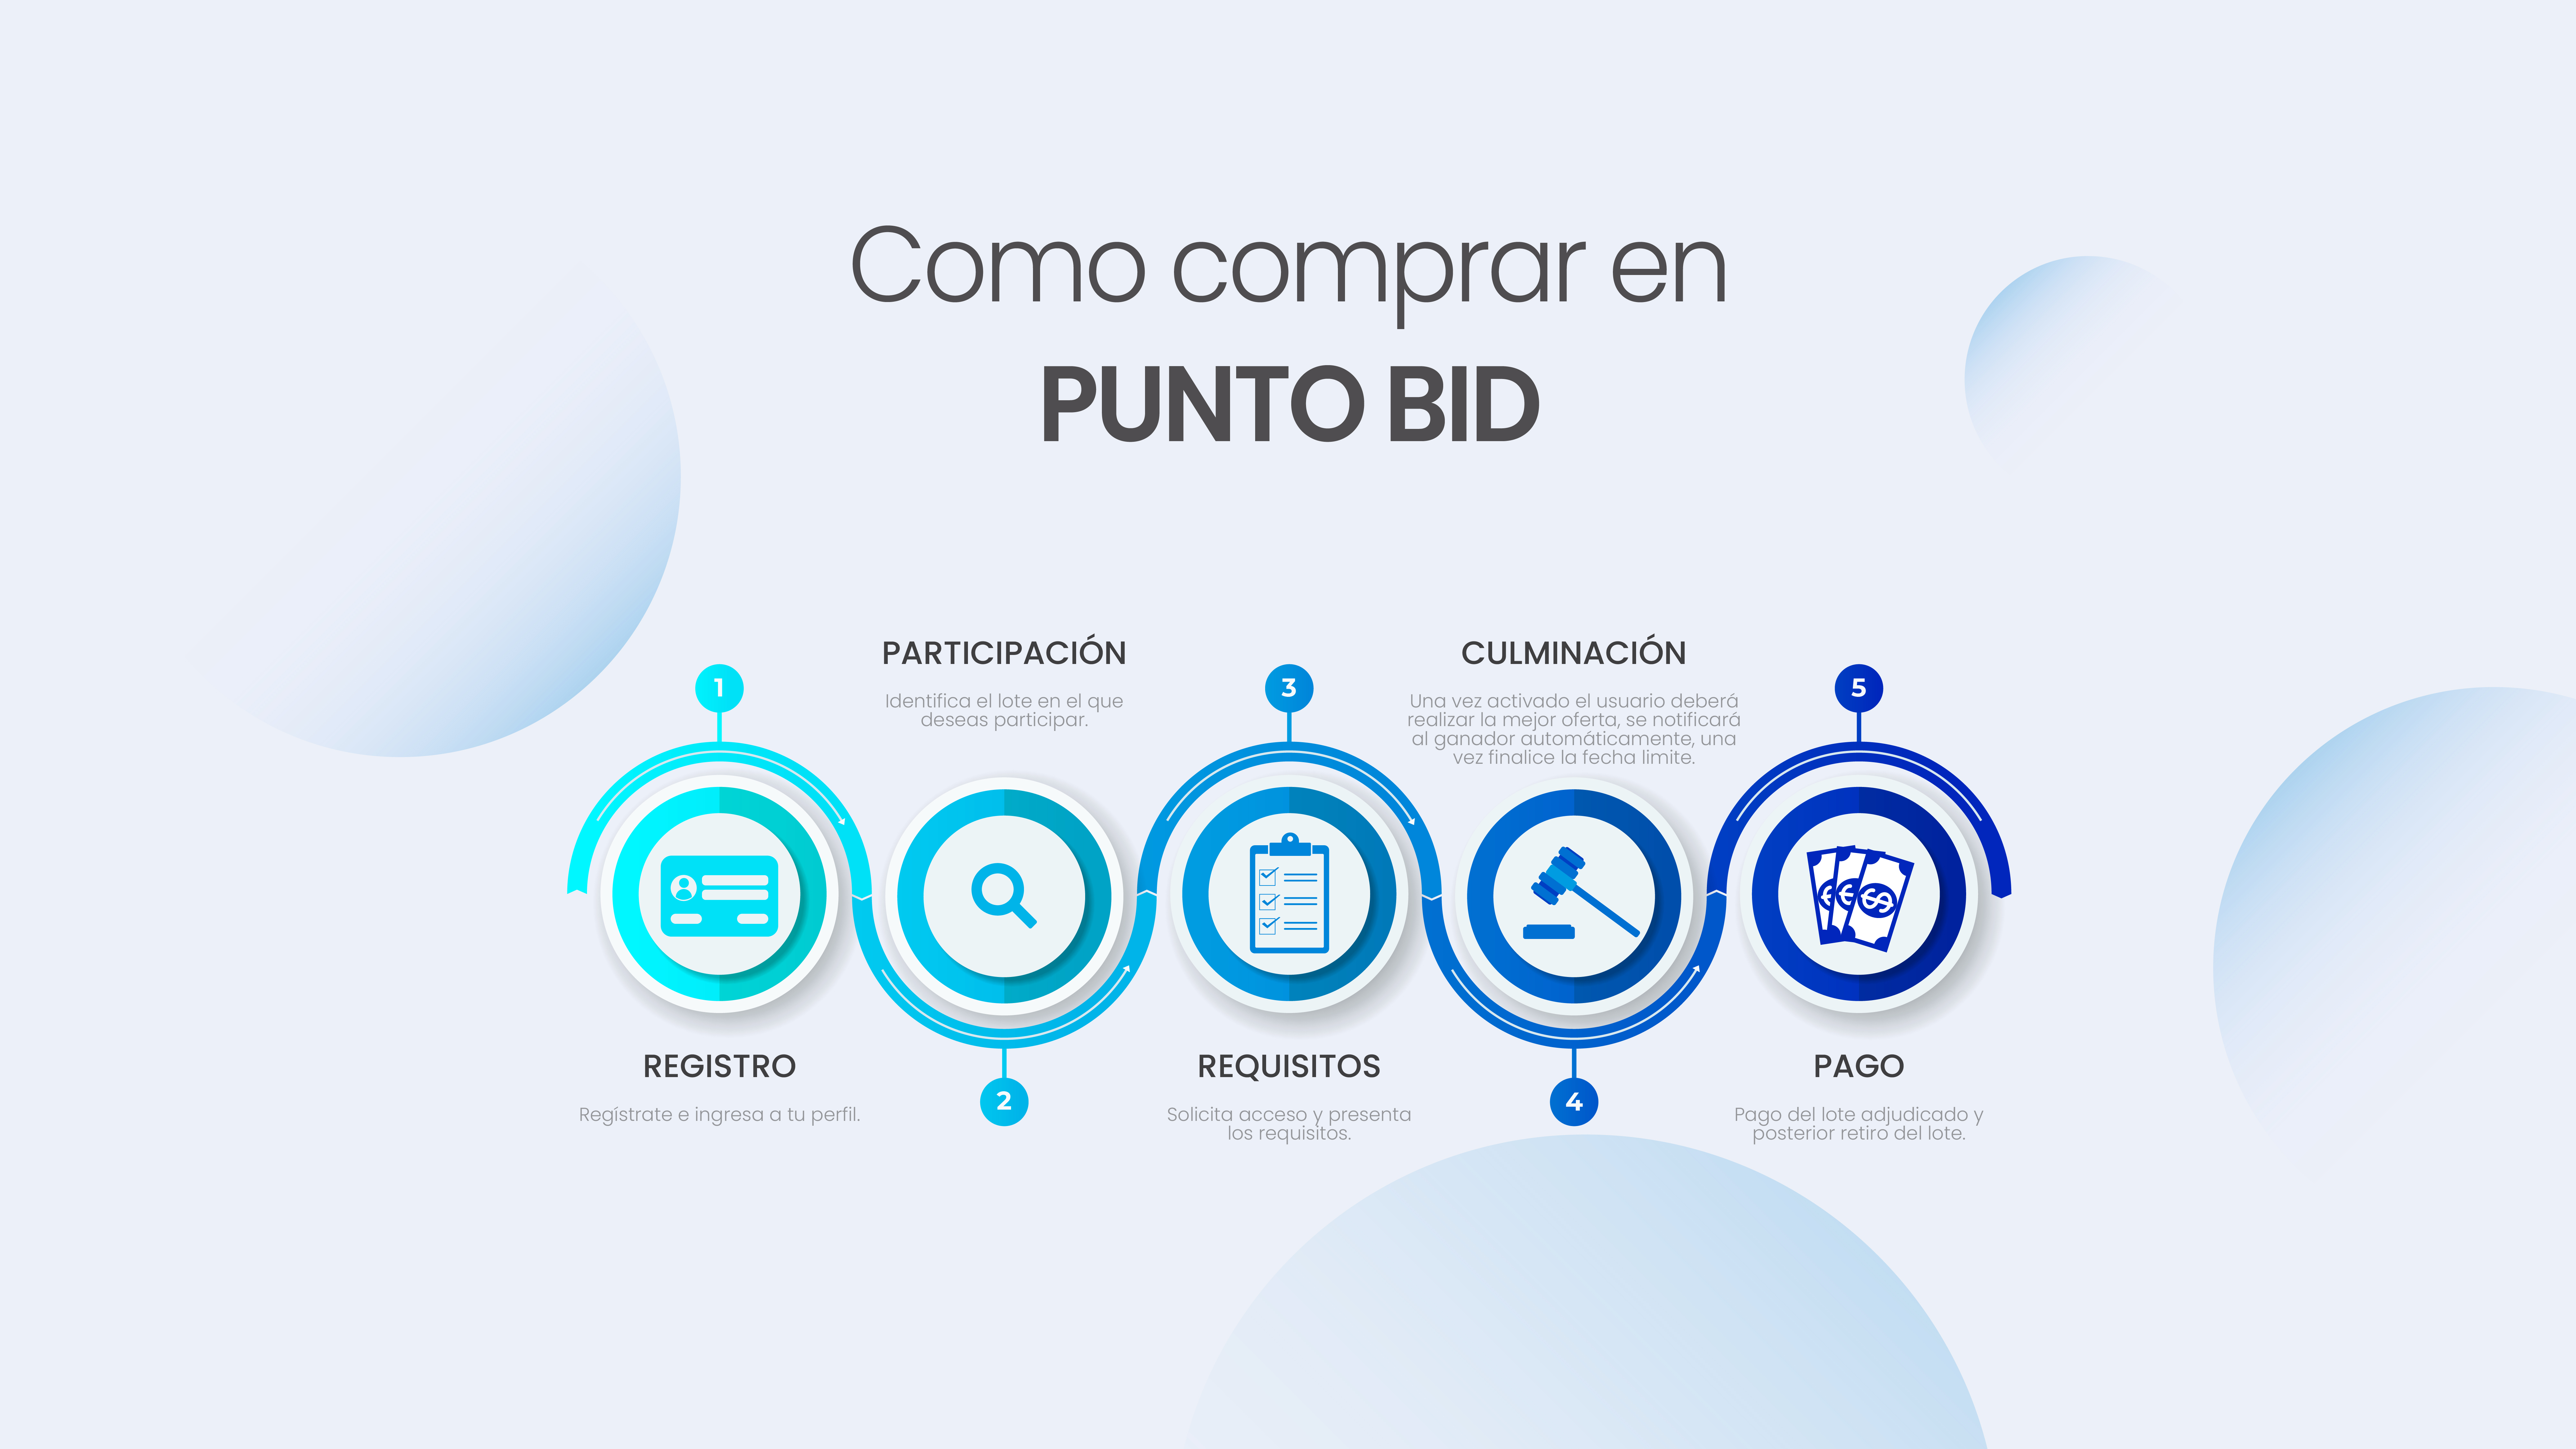 Como comprar en
PUNTO BID
1
REGISTRO
Regístrate e ingresa a tu perfil.
PARTICIPACIÓN
Identifica el lote en el que
deseas participar.
2
3
REQUISITOS
Solicita acceso y presenta
los requisitos.
CULMINACIÓN
Una vez activado el usuario deberá
realizar la mejor oferta, se notificará
al ganador automáticamente, una
vez finalice la fecha limite.
4
5
PAGO
Pago del lote adjudicado y
posterior retiro del lote.